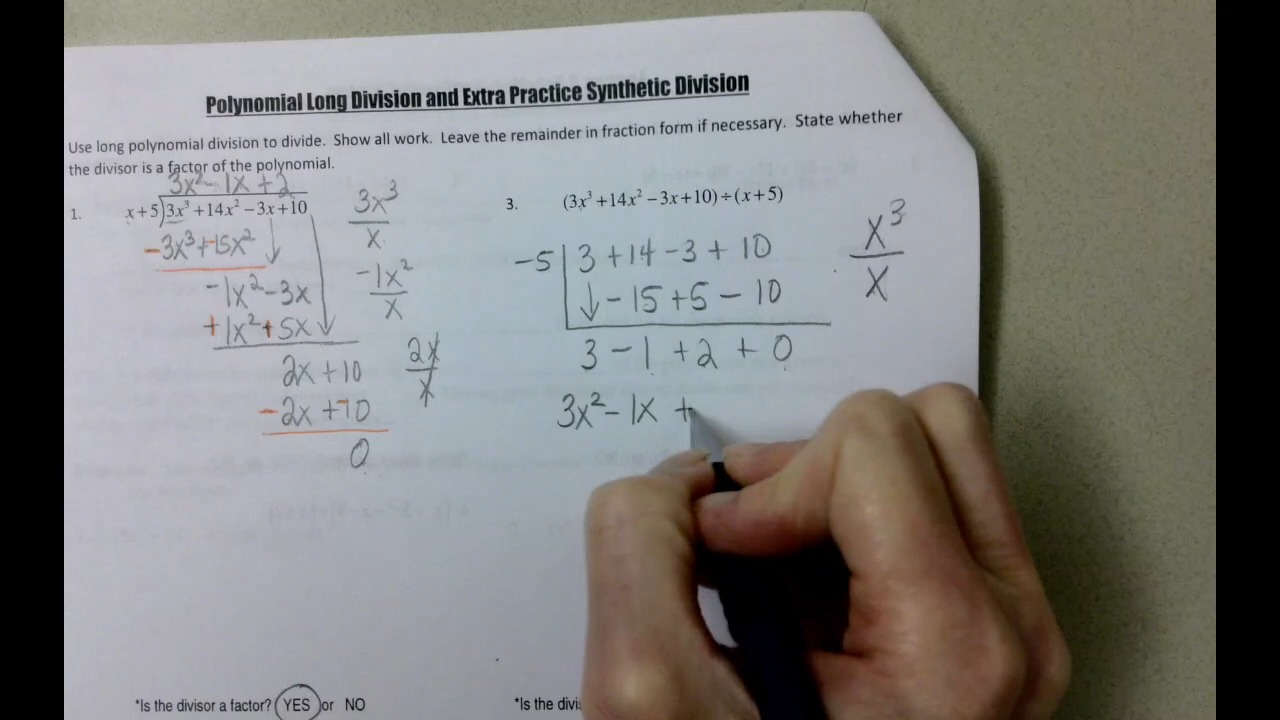 Polynomial Long Division and Extra Practice Synthetic Division
Use long polynomial division to divide. Show all work. Leave the remainder in fraction form if necessary. State whether
the divisor is a factor of the polynomial.
3x² - 1x + 2
1. x+5)3x³+14x²-3x+10
-3x³+-15x²
-1x²-3x
+1x²+5x
2x+10
-2x+-10
0
3x³
x
-1x²
x
2x
x
*Is the divisor a factor? YES or NO
3. (3x³+14x²-3x+10)÷(x+5)
-5 | 3 +14 -3 + 10
↓ -15 +5 - 10
3 - 1 + 2 + 0
3x² - 1x +
x³
x
*Is the divi